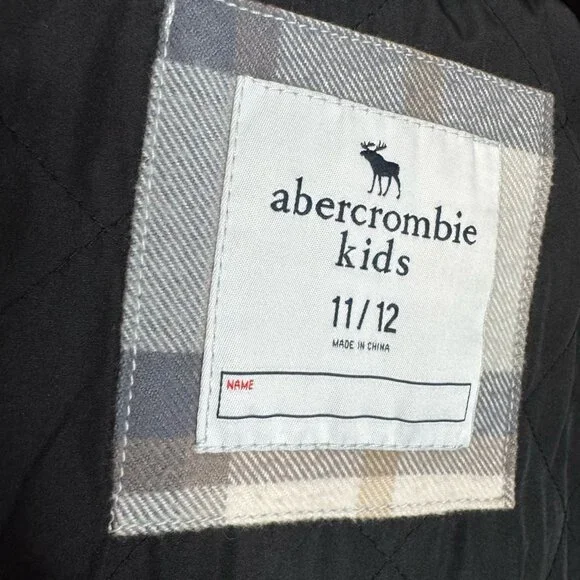 abercrombie
kids
11/12
MADE IN CHINA
NAME